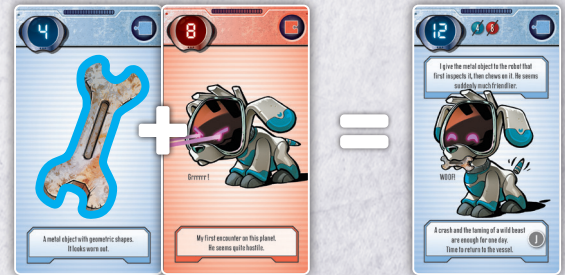 4
A metal object with geometric shapes.
It looks worn out.
+
8
Grrrrrr !
My first encounter on this planet.
He seems quite hostile.
=
12
4 8
I give the metal object to the robot that
first inspects it, then chews on it. He seems
suddenly much friendlier.
WOOF!
A crash and the taming of a wild beast
are enough for one day.
Time to return to the vessel.